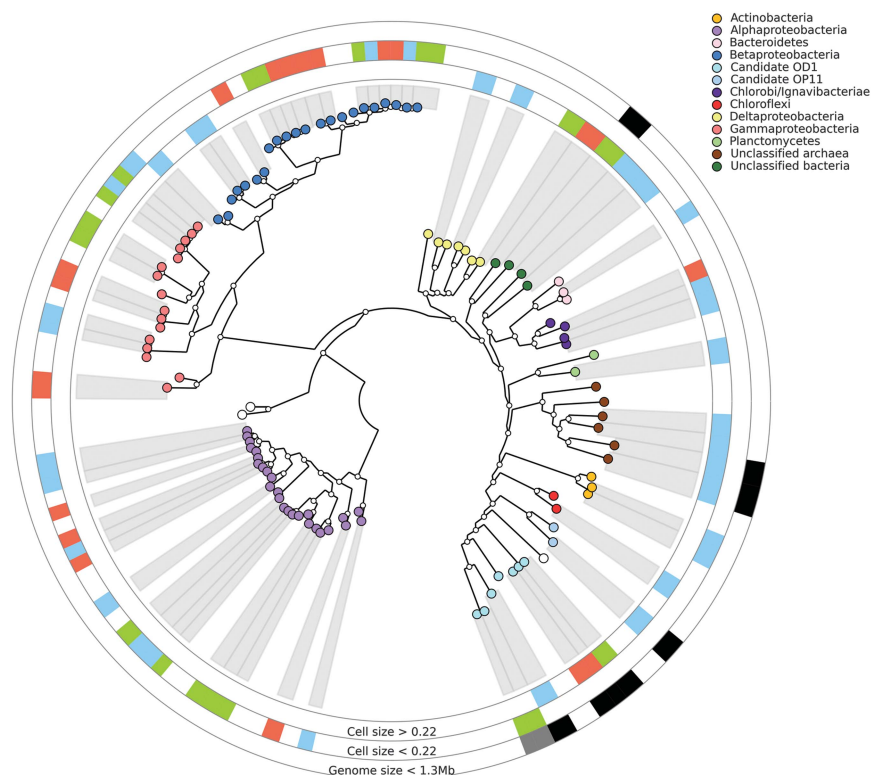 Actinobacteria
Alphaproteobacteria
Bacteroidetes
Betaproteobacteria
Candidate OD1
Candidate OP11
Chlorobi/Ignavibacteriae
Chloroflexi
Deltaproteobacteria
Gammaproteobacteria
Planctomycetes
Unclassified archaea
Unclassified bacteria
Cell size > 0.22
Cell size < 0.22
Genome size < 1.3Mb